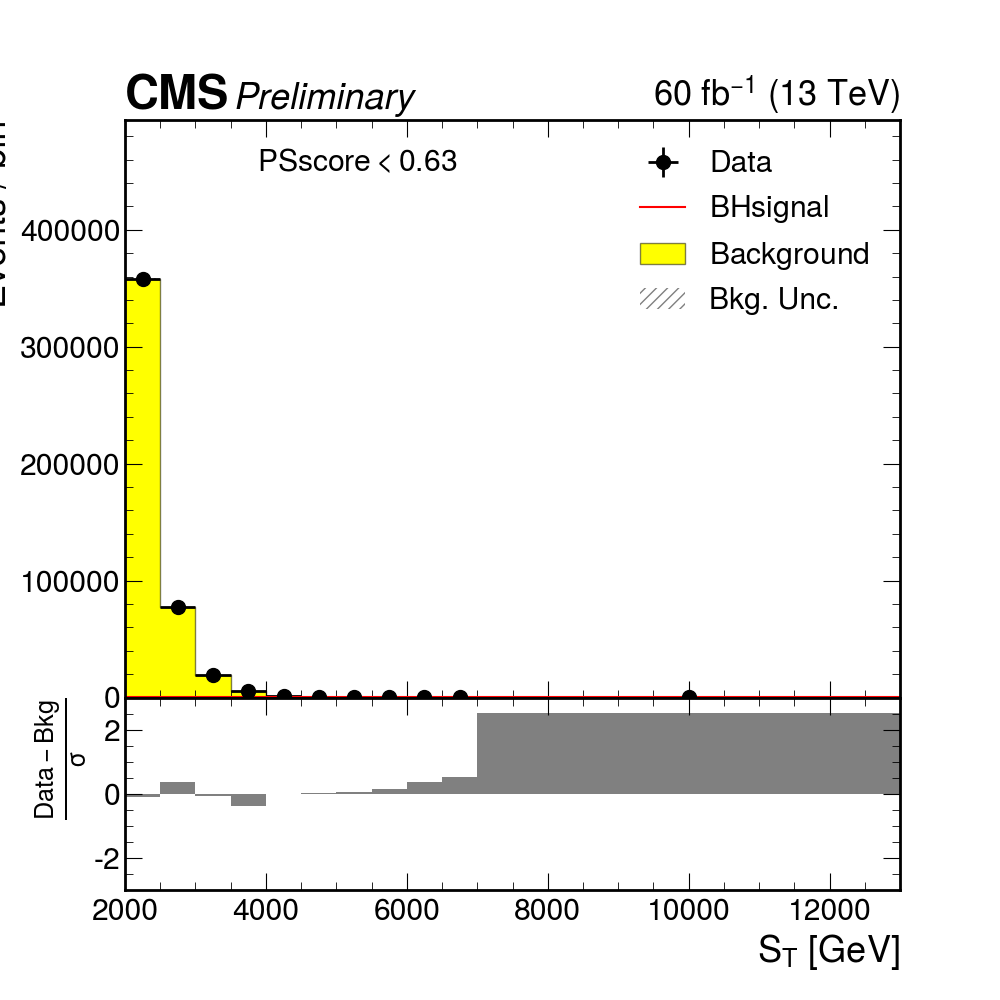 CMS Preliminary
60 fb⁻¹ (13 TeV)
PSscore < 0.63
Data
BHsignal
Background
Bkg. Unc.
400000
300000
200000
100000
0
Data − Bkg
σ
2
0
-2
2000 4000 6000 8000 10000 12000
S_T [GeV]